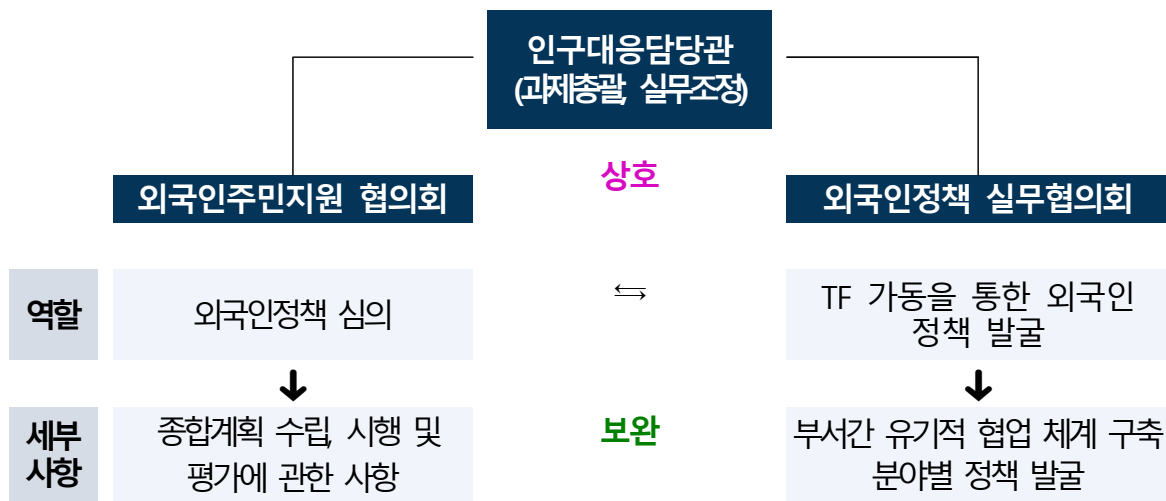 인구대응담당관
(과제총괄, 실무조정)
상호
외국인주민지원 협의회
외국인정책 실무협의회
역할
외국인정책 심의
⇆
TF 가동을 통한 외국인
정책 발굴
세부
사항
종합계획 수립, 시행 및
평가에 관한 사항
보완
부서간 유기적 협업 체계 구축
분야별 정책 발굴